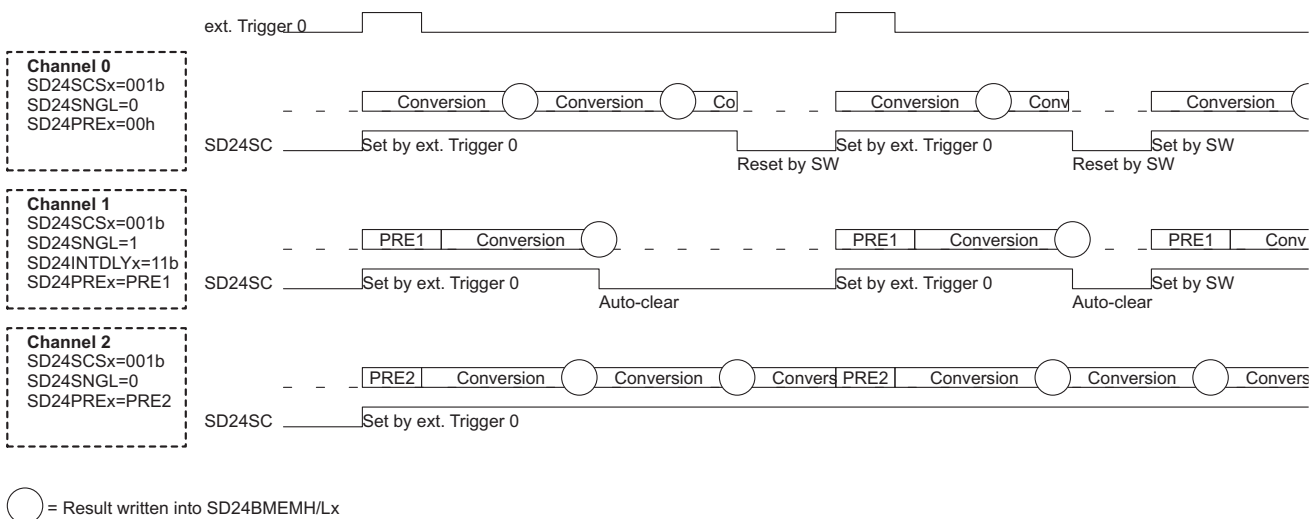 ext. Trigger 0
Channel 0
SD24SCSx=001b
SD24SNGL=0
SD24PREx=00h
Conversion Conversion Co Conversion Conv Conversion
SD24SC Set by ext. Trigger 0 Reset by SW Set by ext. Trigger 0 Reset by SW Set by SW
Channel 1
SD24SCSx=001b
SD24SNGL=1
SD24INTDLYx=11b
SD24PREx=PRE1
PRE1 Conversion PRE1 Conversion PRE1 Conv
SD24SC Set by ext. Trigger 0 Auto-clear Set by ext. Trigger 0 Auto-clear Set by SW
Channel 2
SD24SCSx=001b
SD24SNGL=0
SD24PREx=PRE2
PRE2 Conversion Conversion Convers PRE2 Conversion Conversion Convers
SD24SC Set by ext. Trigger 0
= Result written into SD24BMEMH/Lx